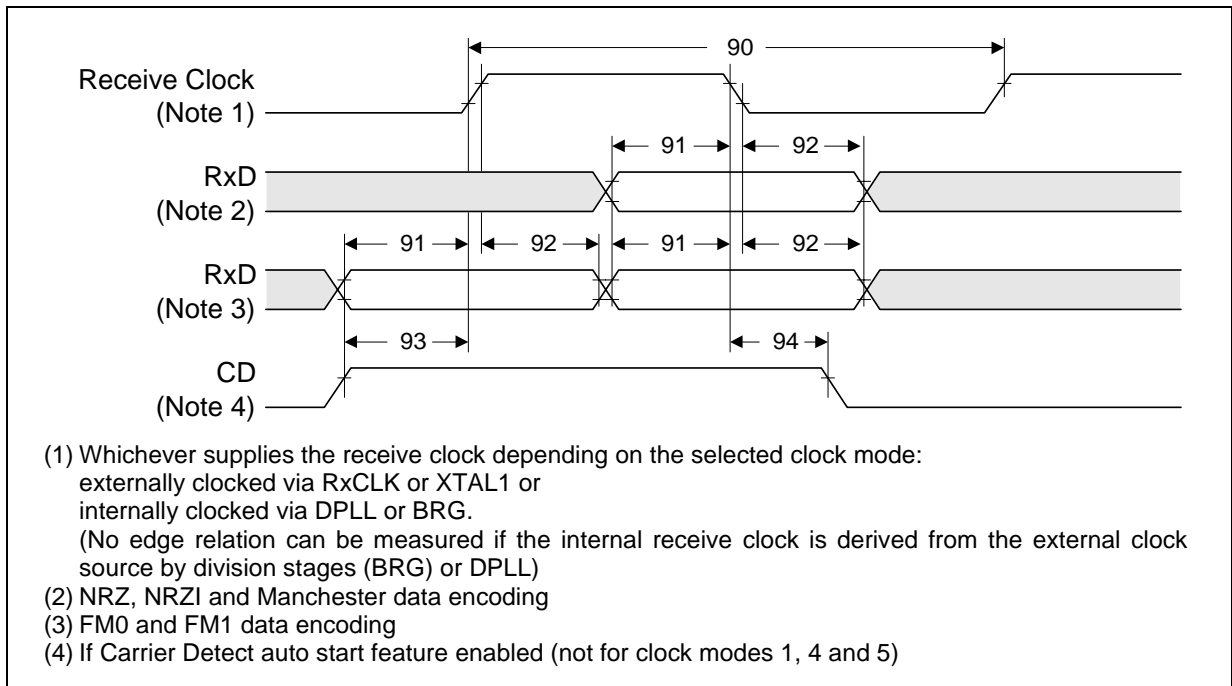 90
Receive Clock
(Note 1)
91
92
RxD
(Note 2)
91
92
91
92
RxD
(Note 3)
93
94
CD
(Note 4)
(1) Whichever supplies the receive clock depending on the selected clock mode:
externally clocked via RxCLK or XTAL1 or
internally clocked via DPLL or BRG.
(No edge relation can be measured if the internal receive clock is derived from the external clock
source by division stages (BRG) or DPLL)
(2) NRZ, NRZI and Manchester data encoding
(3) FM0 and FM1 data encoding
(4) If Carrier Detect auto start feature enabled (not for clock modes 1, 4 and 5)